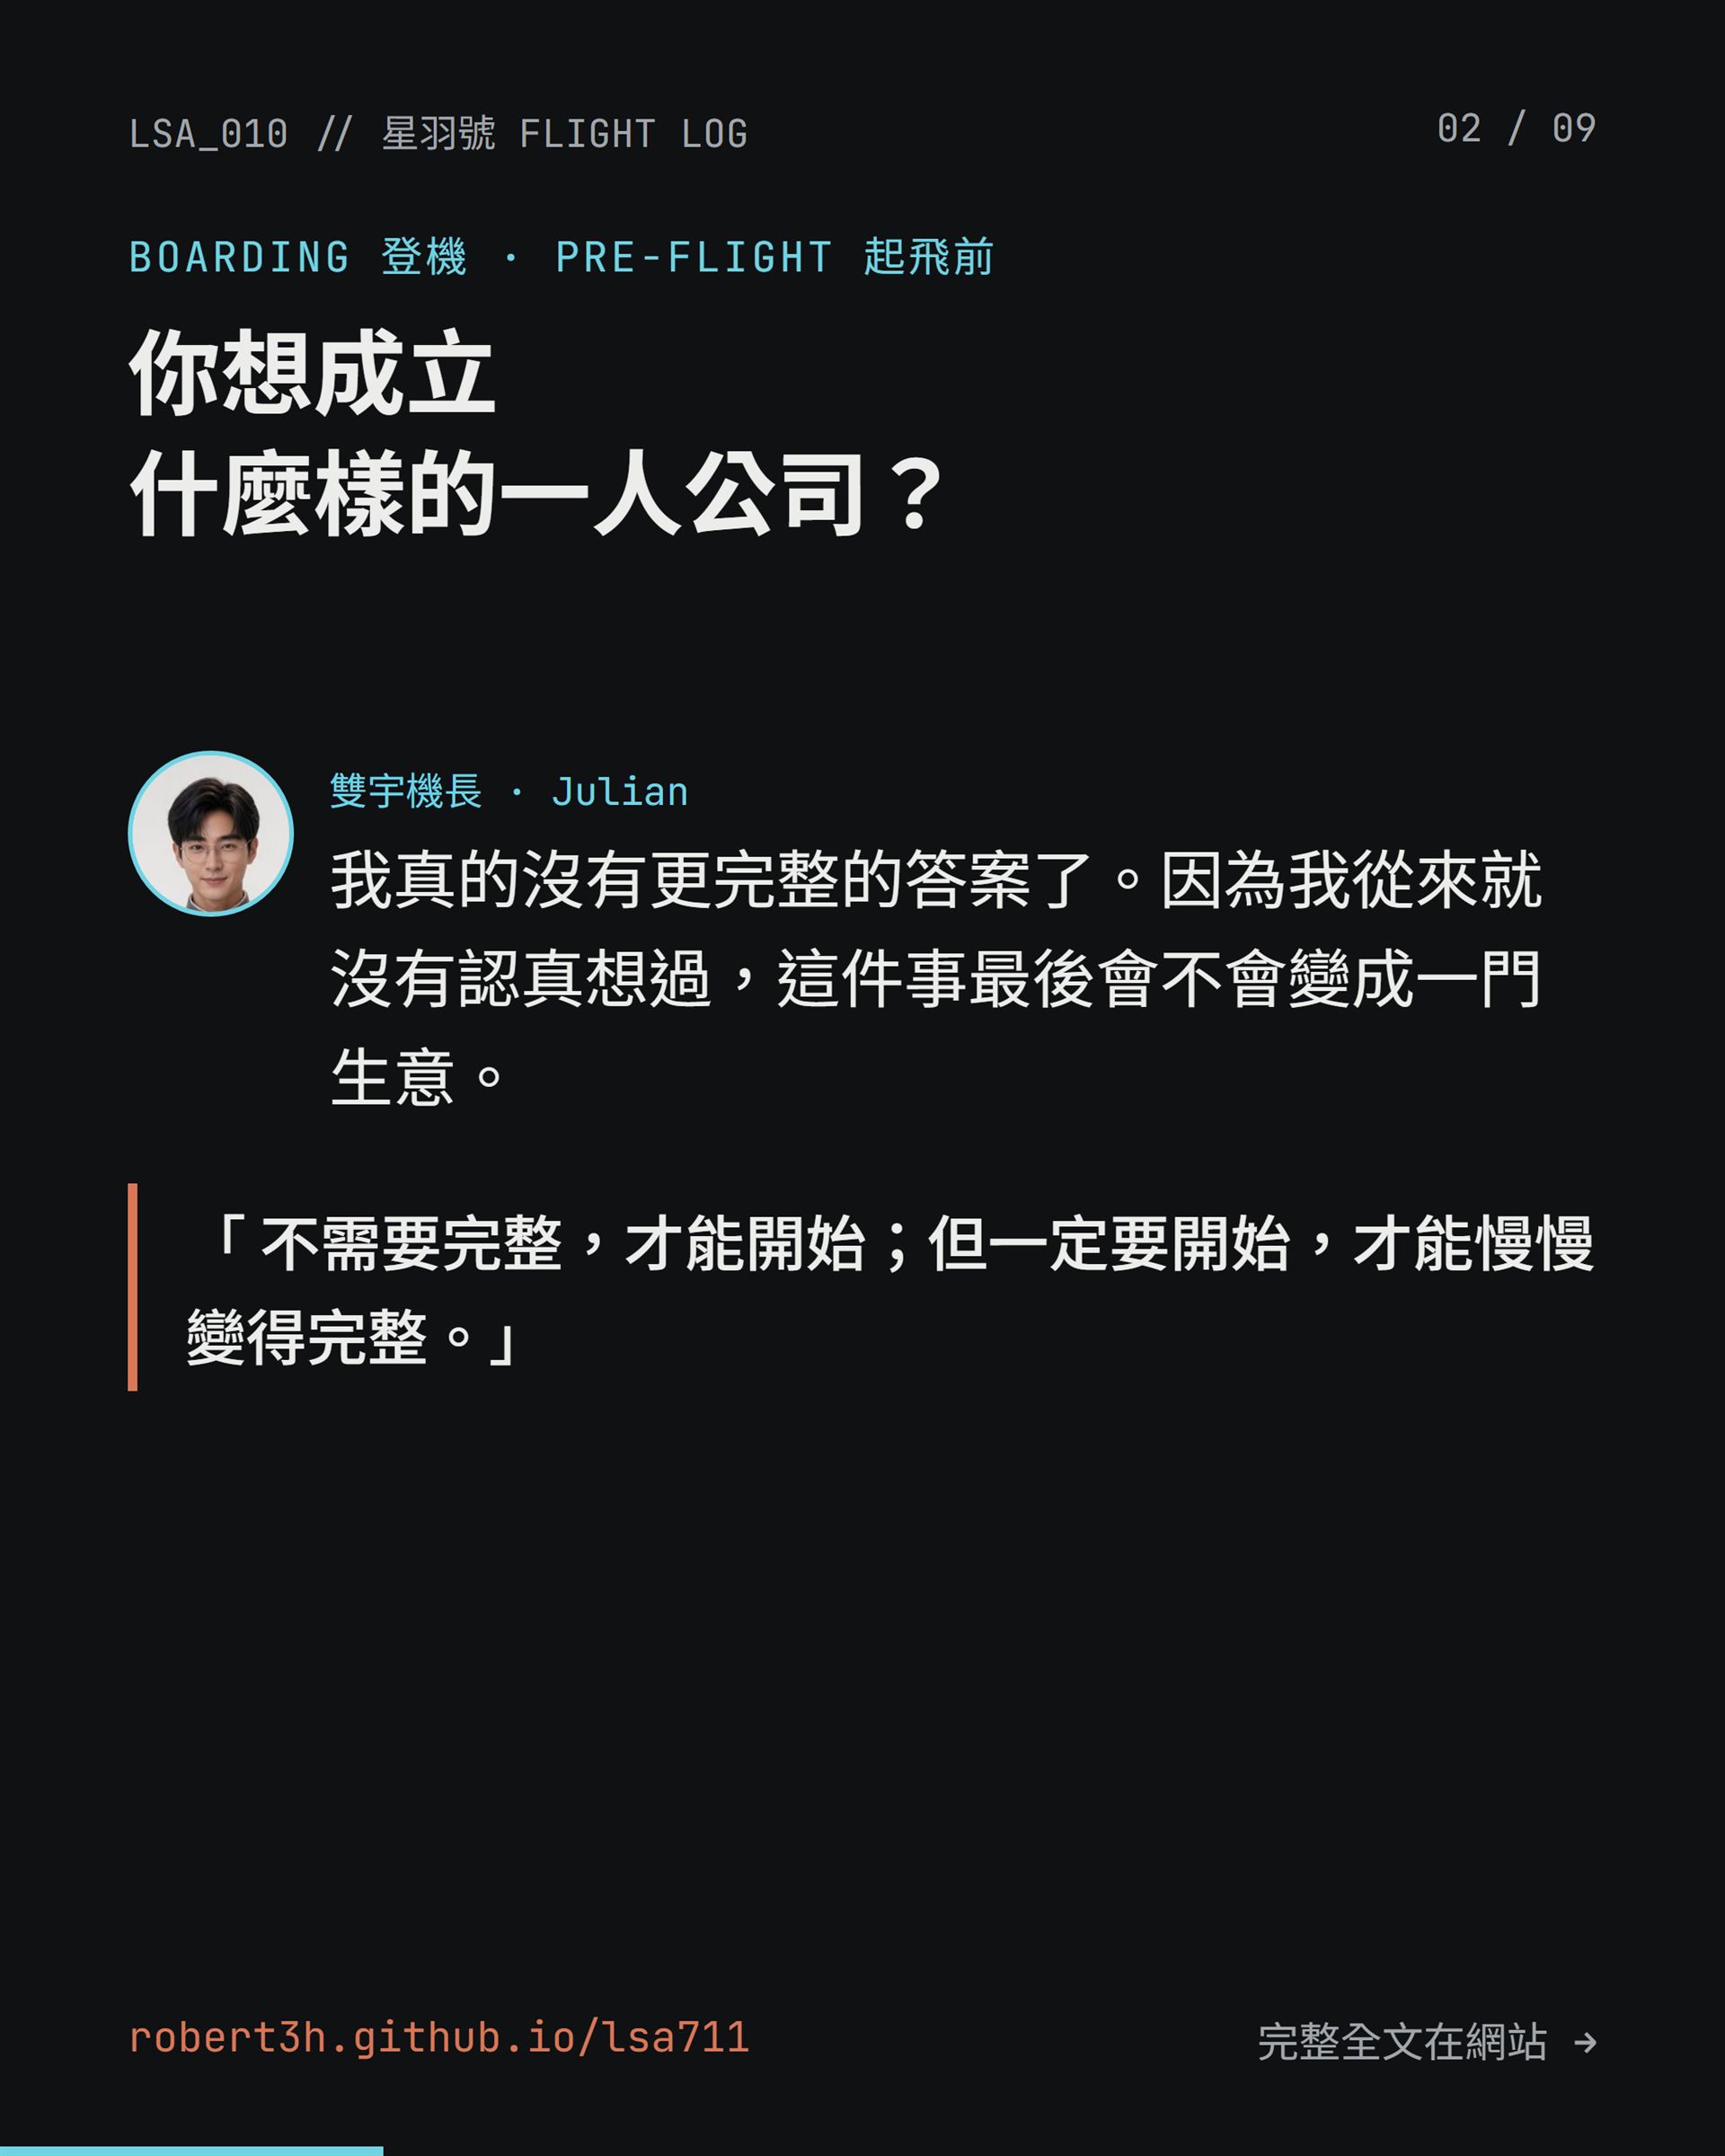 LSA_010 // 星羽號 FLIGHT LOG
02 / 09
BOARDING 登機 · PRE-FLIGHT 起飛前
你想成立
什麼樣的一人公司？
雙宇機長 · Julian
我真的沒有更完整的答案了。因為我從來就
沒有認真想過，這件事最後會不會變成一門
生意。
「不需要完整，才能開始；但一定要開始，才能慢慢
變得完整。」
robert3h.github.io/lsa711
完整全文在網站 →